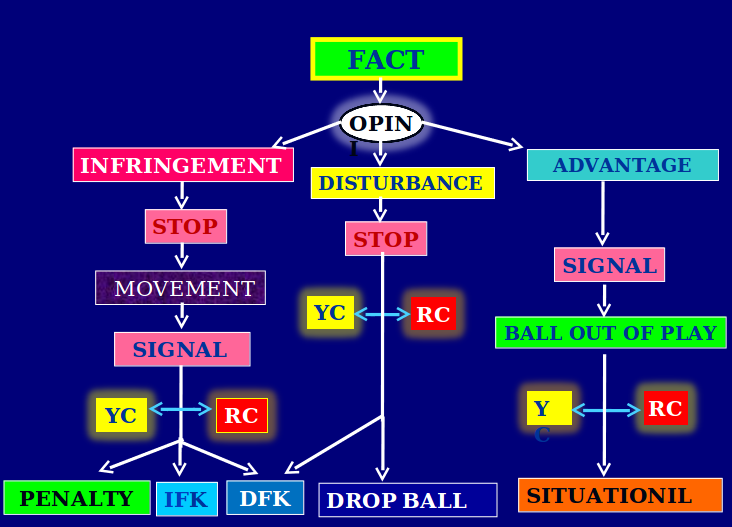 FACT
OPIN
I
INFRINGEMENT
DISTURBANCE
ADVANTAGE
STOP
STOP
SIGNAL
MOVEMENT
YC
RC
BALL OUT OF PLAY
SIGNAL
YC
RC
Y
C
RC
PENALTY
IFK
DFK
DROP BALL
SITUATIONIL